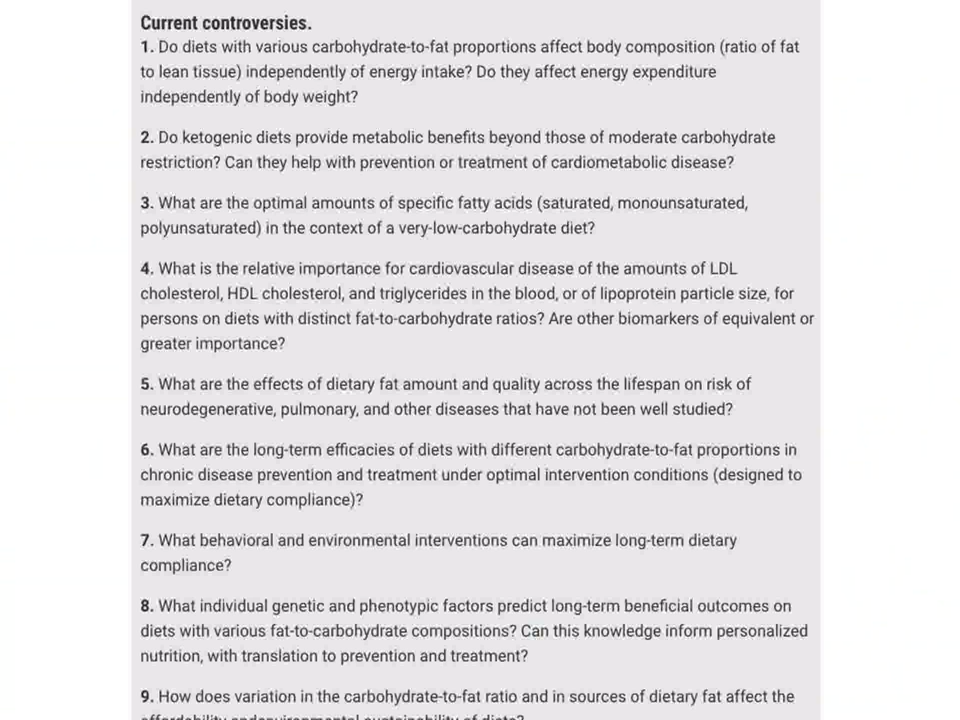 Current controversies.
1. Do diets with various carbohydrate-to-fat proportions affect body composition (ratio of fat
to lean tissue) independently of energy intake? Do they affect energy expenditure
independently of body weight?
2. Do ketogenic diets provide metabolic benefits beyond those of moderate carbohydrate
restriction? Can they help with prevention or treatment of cardiometabolic disease?
3. What are the optimal amounts of specific fatty acids (saturated, monounsaturated,
polyunsaturated) in the context of a very-low-carbohydrate diet?
4. What is the relative importance for cardiovascular disease of the amounts of LDL
cholesterol, HDL cholesterol, and triglycerides in the blood, or of lipoprotein particle size, for
persons on diets with distinct fat-to-carbohydrate ratios? Are other biomarkers of equivalent or
greater importance?
5. What are the effects of dietary fat amount and quality across the lifespan on risk of
neurodegenerative, pulmonary, and other diseases that have not been well studied?
6. What are the long-term efficacies of diets with different carbohydrate-to-fat proportions in
chronic disease prevention and treatment under optimal intervention conditions (designed to
maximize dietary compliance)?
7. What behavioral and environmental interventions can maximize long-term dietary
compliance?
8. What individual genetic and phenotypic factors predict long-term beneficial outcomes on
diets with various fat-to-carbohydrate compositions? Can this knowledge inform personalized
nutrition, with translation to prevention and treatment?
9. How does variation in the carbohydrate-to-fat ratio and in sources of dietary fat affect the
affordability andenvironmental sustainability of diets?